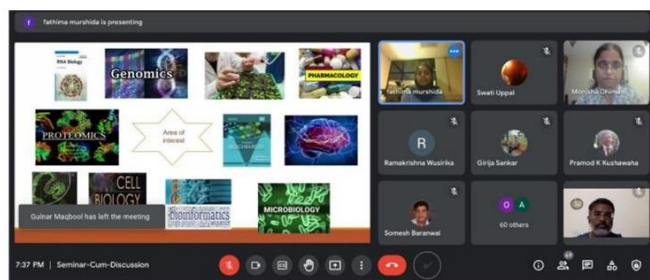 f fathima murshida is presenting
RNA Biology
Genomics
PHARMACOLOGY
PROTEOMICS
Area of
interest
BIOCHEMISTRY
CELL
BIOLOGY
bioinformatics
MICROBIOLOGY
Gulnar Maqbool has left the meeting
fathima murshida
Swati Uppal
Monisha Dhiman
R
Ramakrishna Wusirika
Girija Sankar
Pramod K Kushawaha
Somesh Baranwal
O A
60 others
7:37 PM | Seminar-Cum-Discussion
69